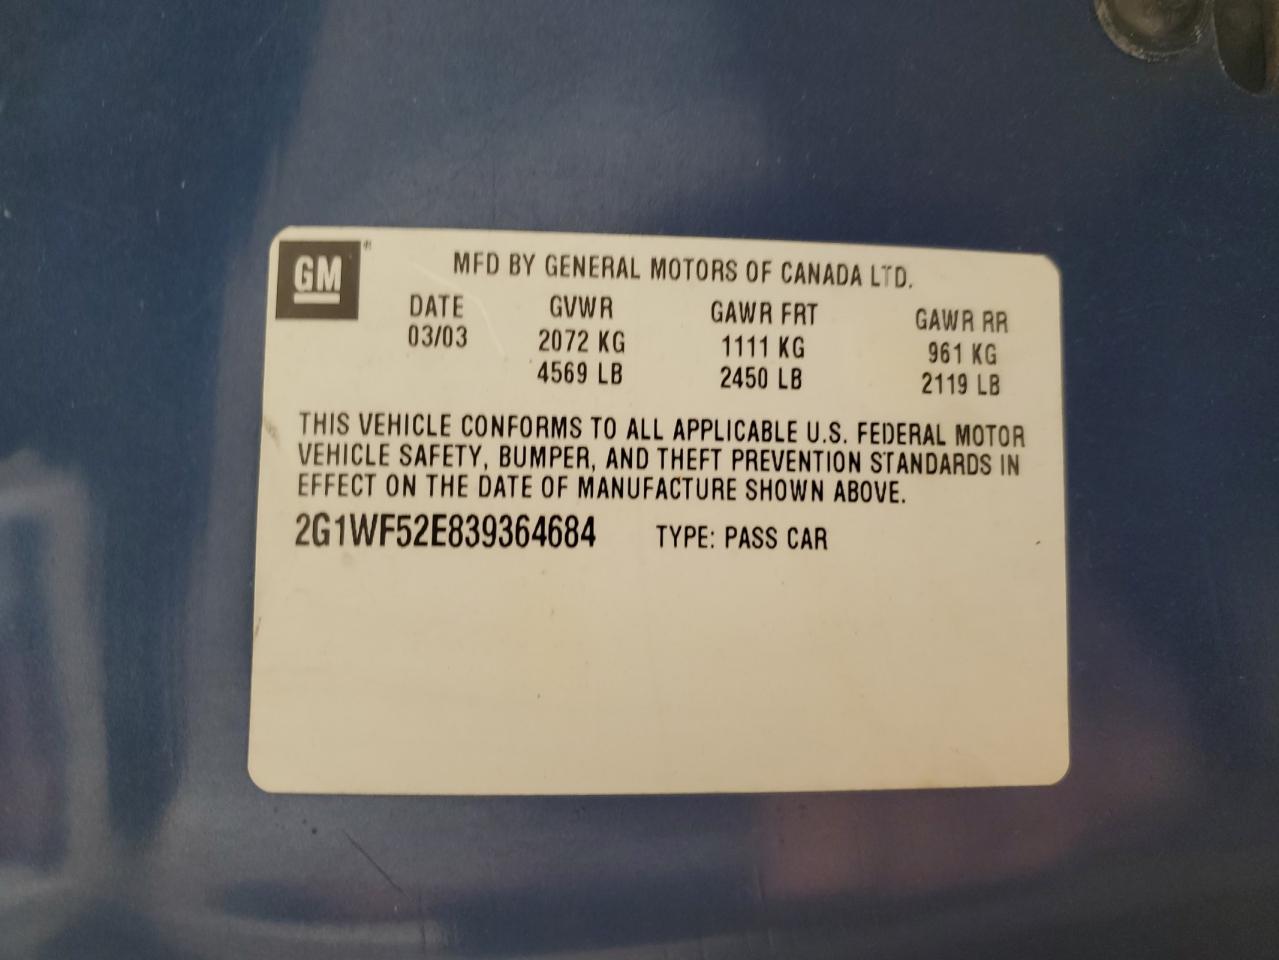 GM®
MFD BY GENERAL MOTORS OF CANADA LTD.
DATE GVWR GAWR FRT GAWR RR
03/03 2072 KG 1111 KG 961 KG
4569 LB 2450 LB 2119 LB
THIS VEHICLE CONFORMS TO ALL APPLICABLE U.S. FEDERAL MOTOR
VEHICLE SAFETY, BUMPER, AND THEFT PREVENTION STANDARDS IN
EFFECT ON THE DATE OF MANUFACTURE SHOWN ABOVE.
2G1WF52E839364684 TYPE: PASS CAR